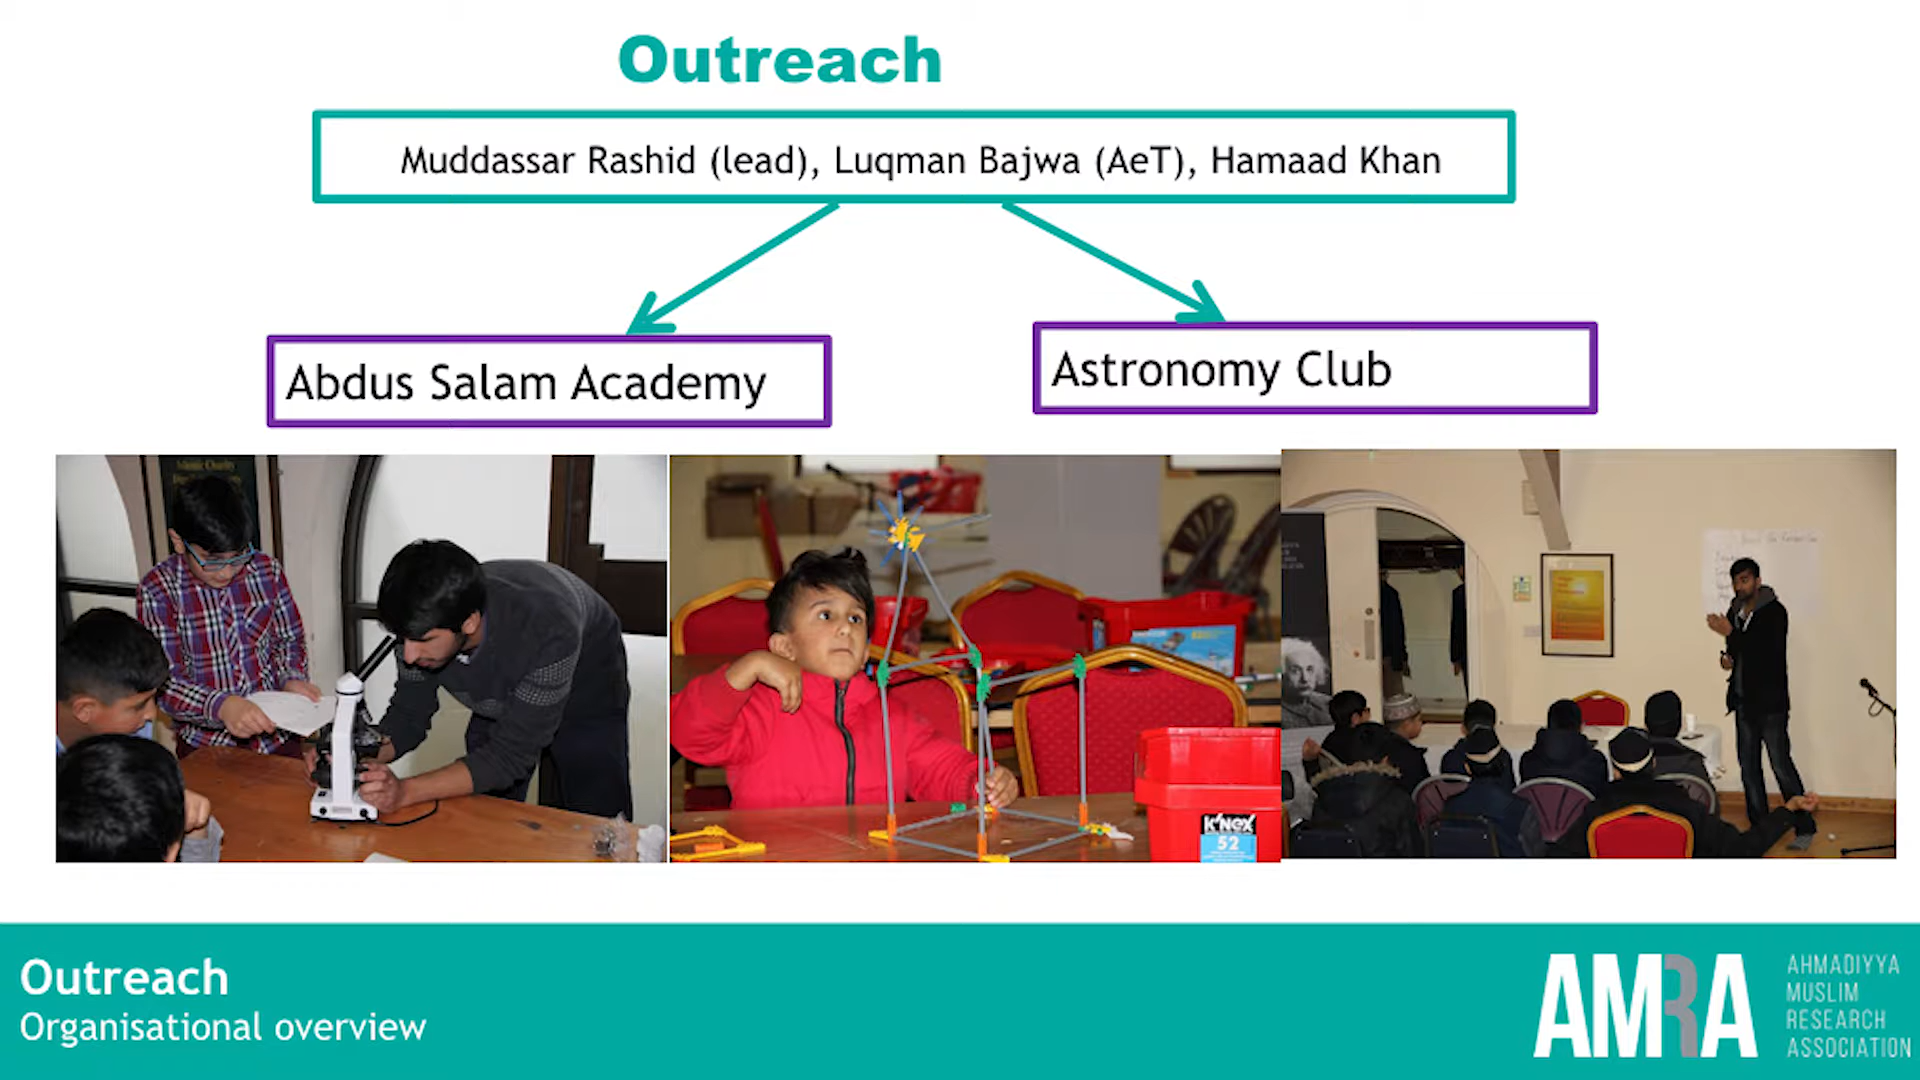 Outreach
Muddassar Rashid (lead), Luqman Bajwa (AeT), Hamaad Khan
Abdus Salam Academy
Astronomy Club
K'NEX
52
Outreach
Organisational overview
AMRA
AHMADIYYA
MUSLIM
RESEARCH
ASSOCIATION